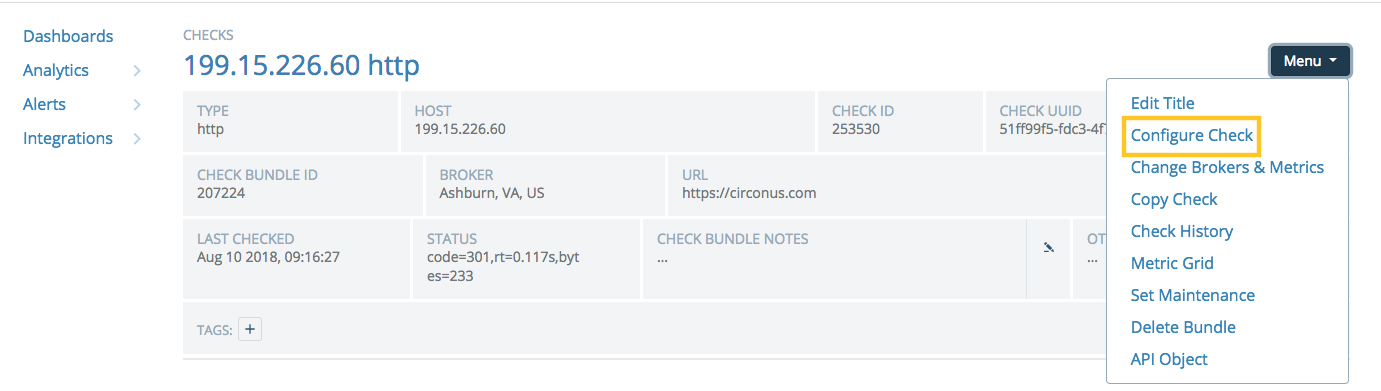 Dashboards
Analytics
Alerts
Integrations
CHECKS
199.15.226.60 http
Menu
TYPE
http
HOST
199.15.226.60
CHECK ID
253530
CHECK UUID
51ff99f5-fdc3-4f
CHECK BUNDLE ID
207224
BROKER
Ashburn, VA, US
URL
https://circonus.com
LAST CHECKED
Aug 10 2018, 09:16:27
STATUS
code=301,rt=0.117s,byt
es=233
CHECK BUNDLE NOTES
...
OT
...
TAGS: +
Edit Title
Configure Check
Change Brokers & Metrics
Copy Check
Check History
Metric Grid
Set Maintenance
Delete Bundle
API Object